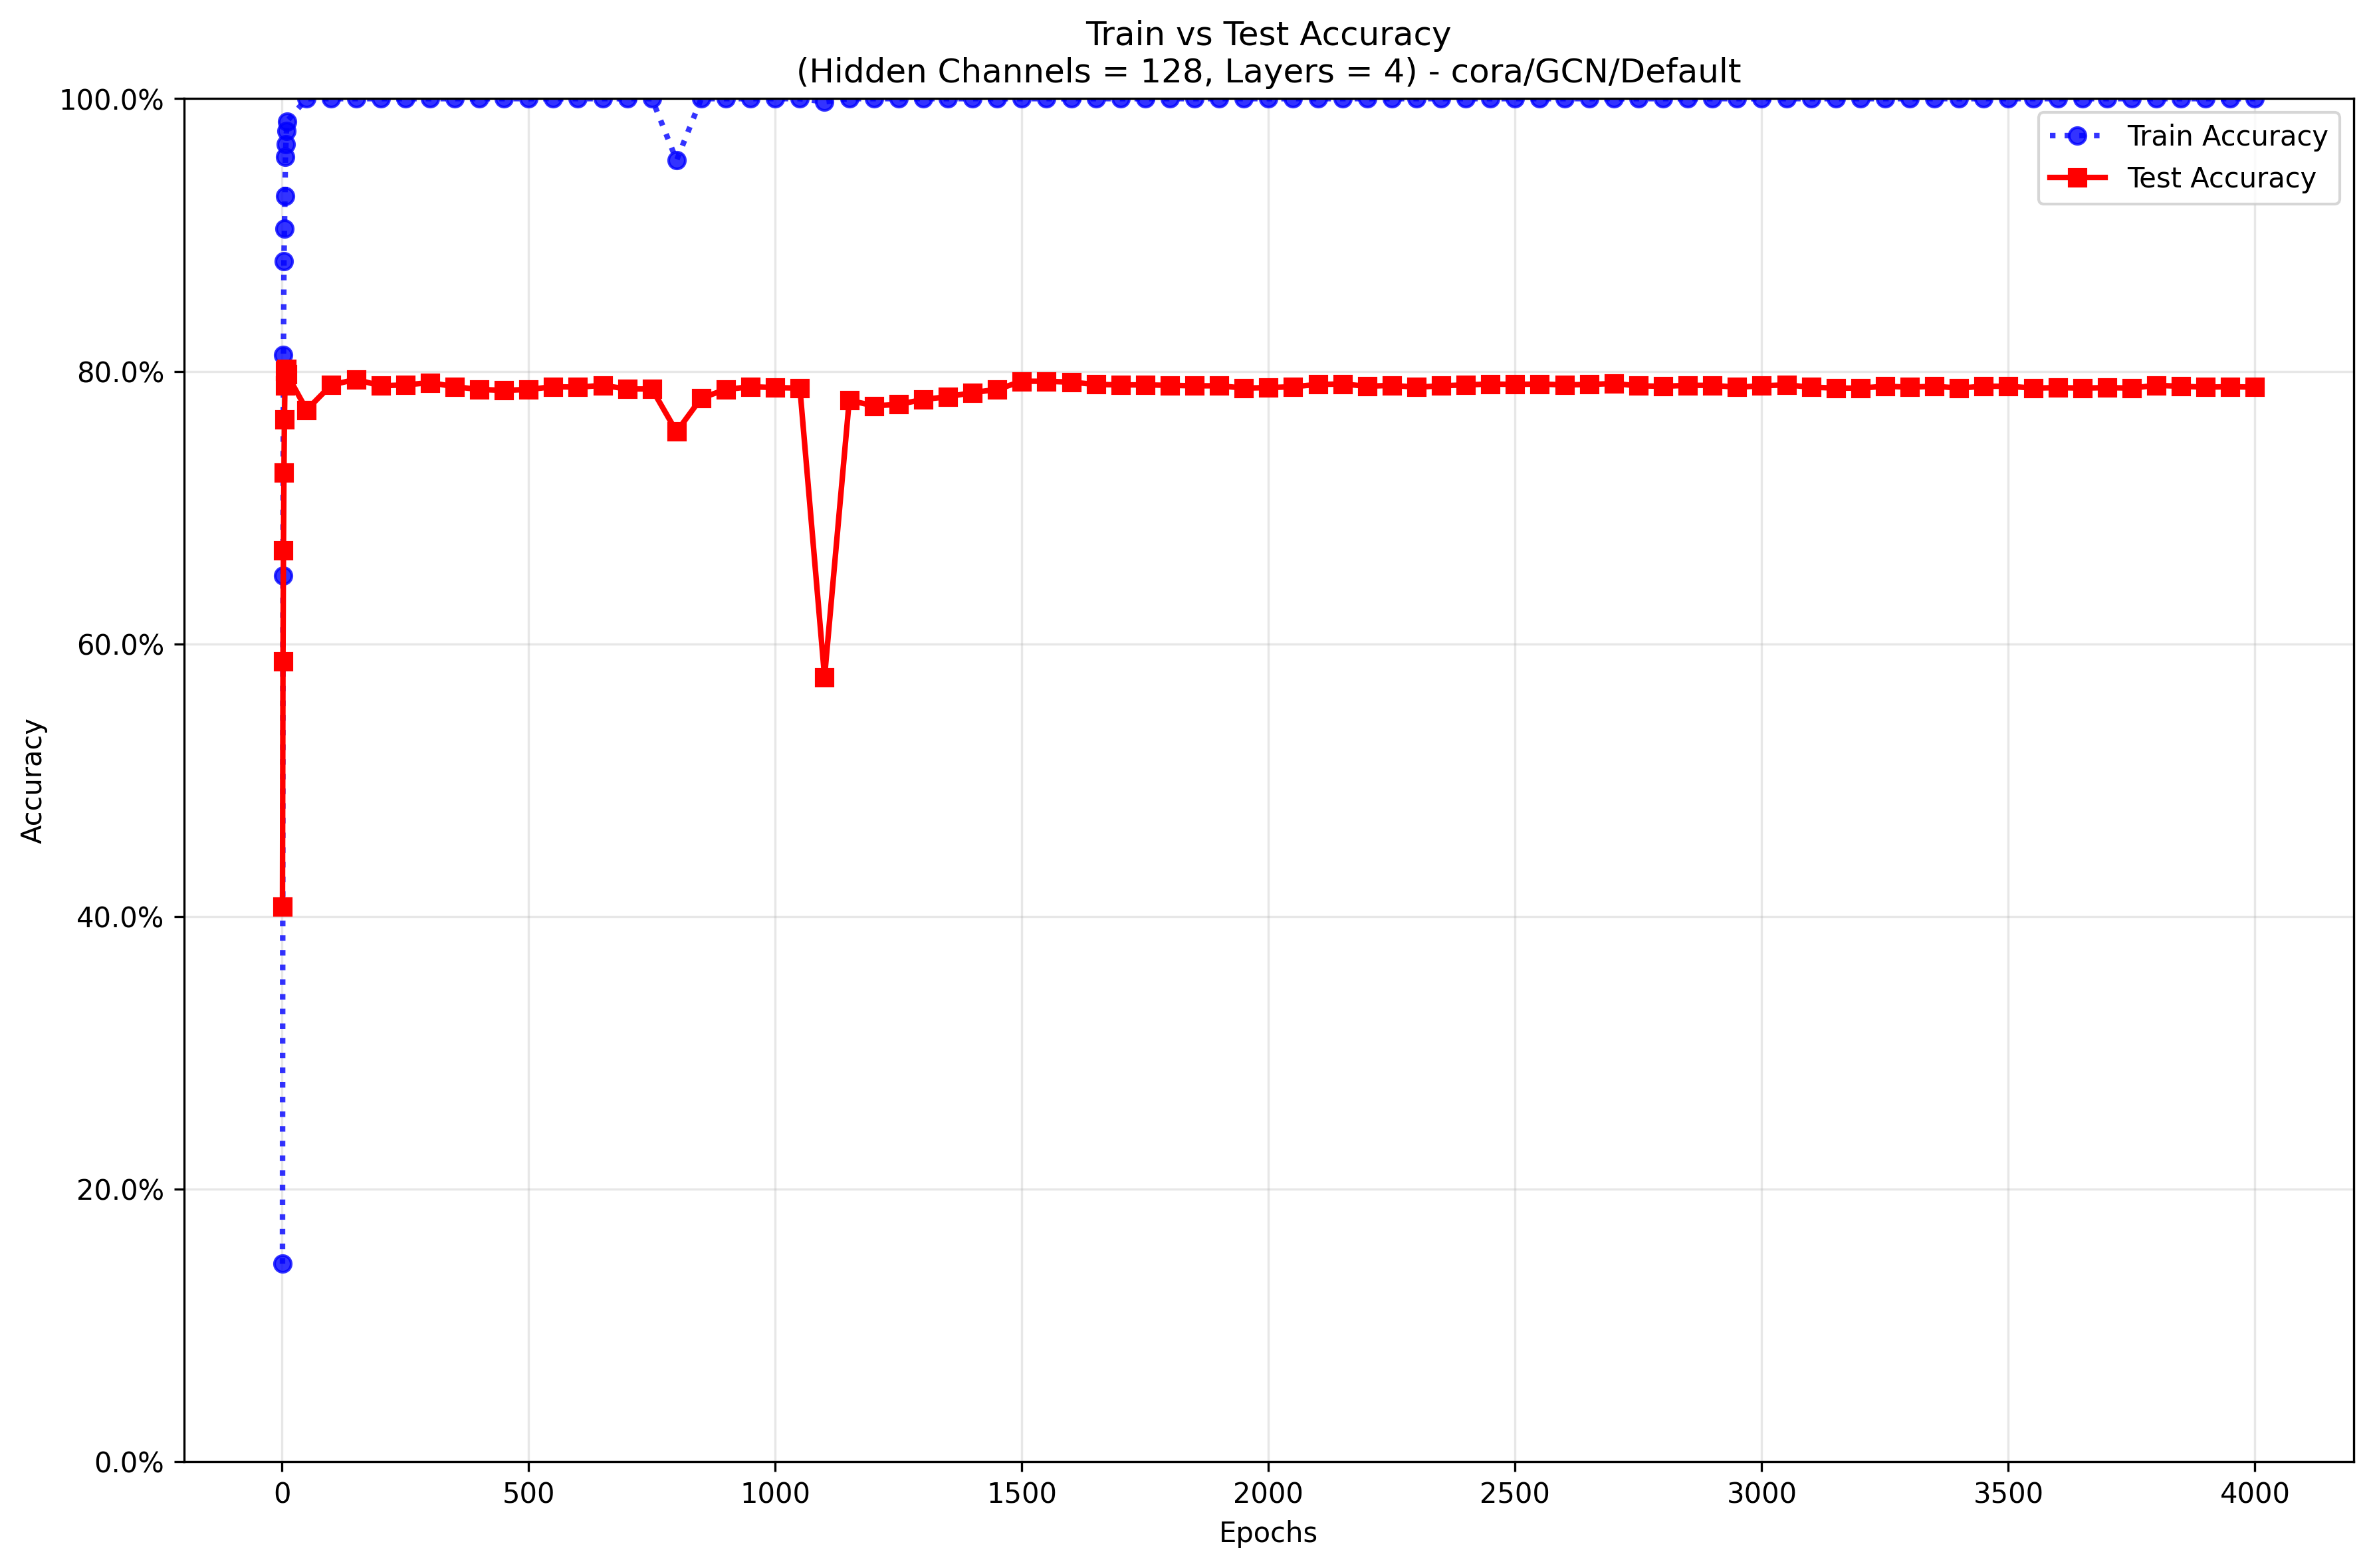 Train vs Test Accuracy
(Hidden Channels = 128, Layers = 4) - cora/GCN/Default
100.0%
80.0%
60.0%
40.0%
20.0%
0.0%
Accuracy
Train Accuracy
Test Accuracy
0 500 1000 1500 2000 2500 3000 3500 4000
Epochs